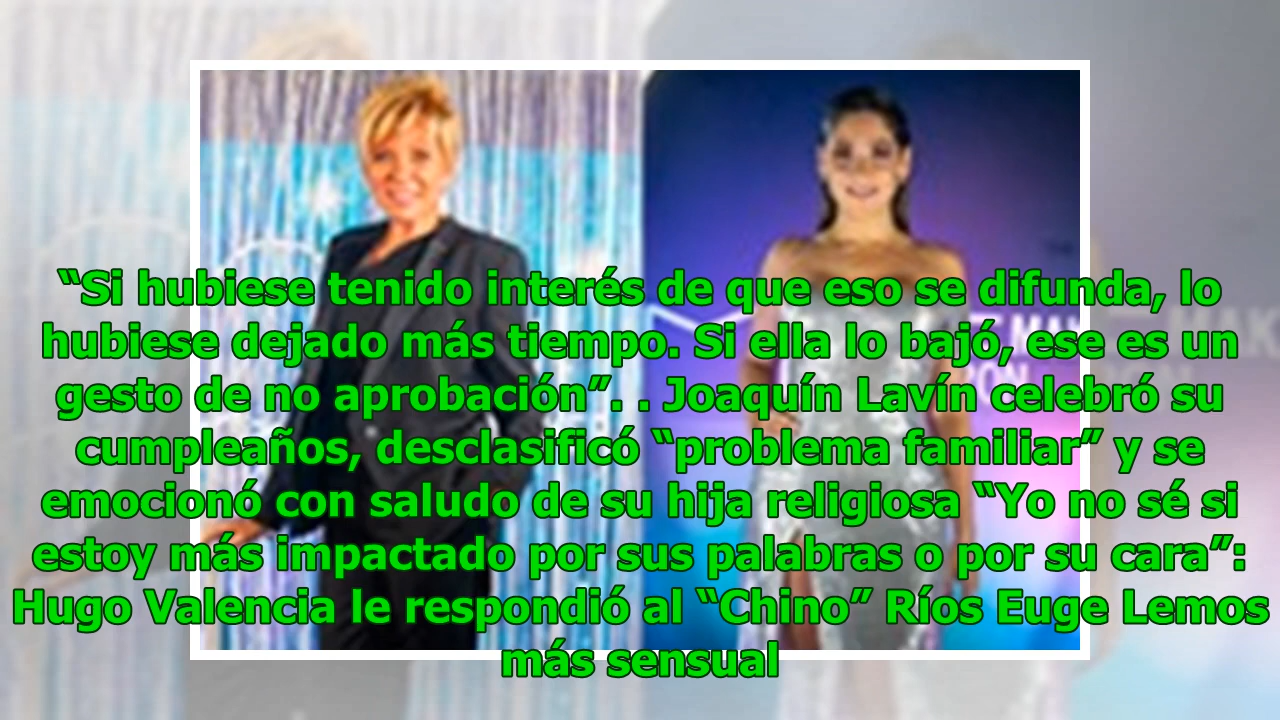 “Si hubiese tenido interés de que eso se difunda, lo
hubiese dejado más tiempo. Si ella lo bajó, ese es un
gesto de no aprobación”. . Joaquín Lavín celebró su
cumpleaños, desclasificó “problema familiar” y se
emocionó con saludo de su hija religiosa “Yo no sé si
estoy más impactado por sus palabras o por su cara”:
Hugo Valencia le respondió al “Chino” Ríos Euge Lemos
más sensual